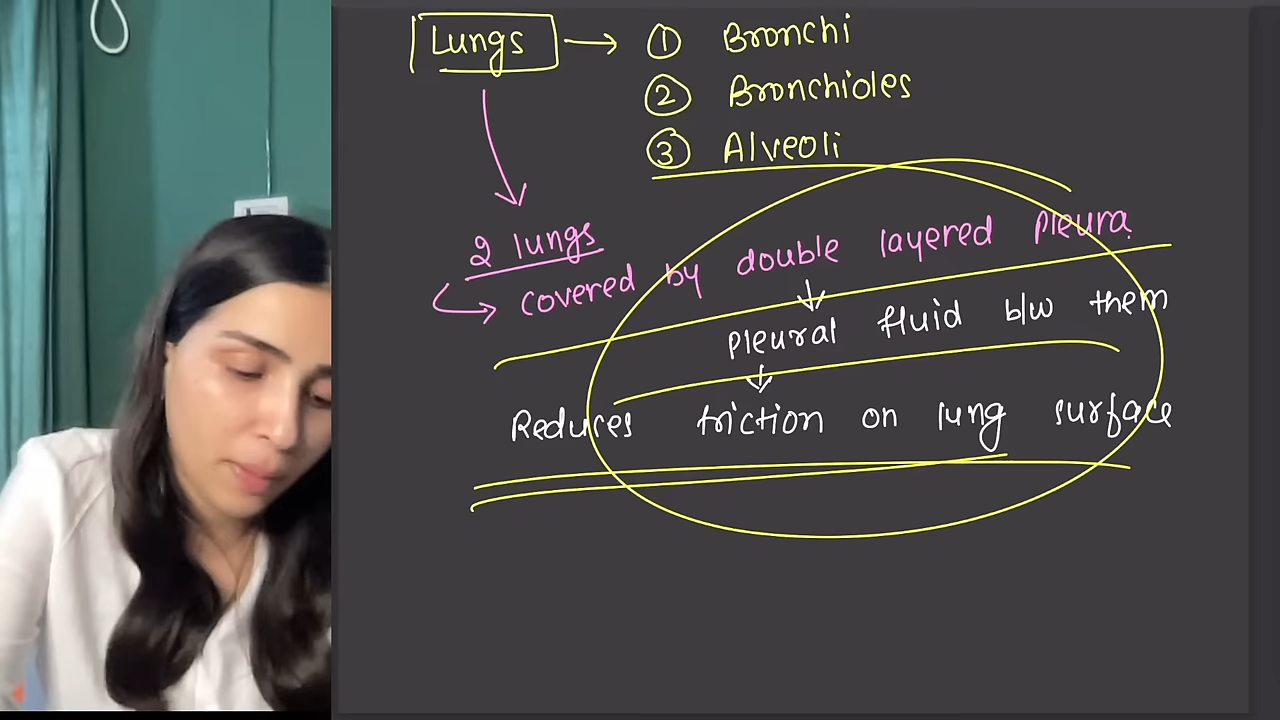 Lungs → ① Bronchi
② Bronchioles
③ Alveoli
2 lungs
↳ covered by double layered pleura
↓
Pleural fluid b/w them
↓
Reduces friction on lung surface